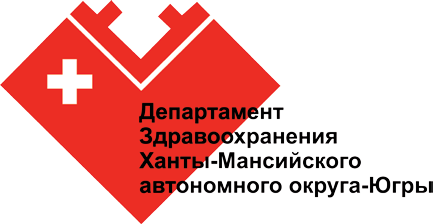 Департамент
Здравоохранения
Ханты-Мансийского
автономного округа-Югры